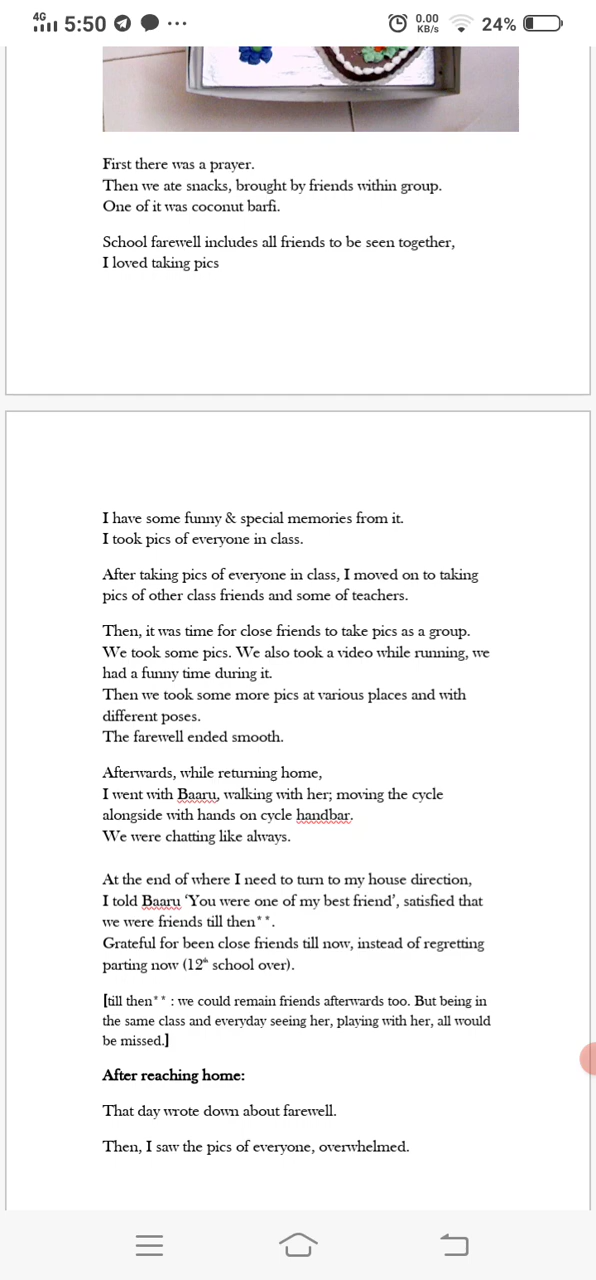 4G 5:50 ... 0.00 KB/s 24%
First there was a prayer.
Then we ate snacks, brought by friends within group.
One of it was coconut barfi.
School farewell includes all friends to be seen together,
I loved taking pics
I have some funny & special memories from it.
I took pics of everyone in class.
After taking pics of everyone in class, I moved on to taking
pics of other class friends and some of teachers.
Then, it was time for close friends to take pics as a group.
We took some pics. We also took a video while running, we
had a funny time during it.
Then we took some more pics at various places and with
different poses.
The farewell ended smooth.
Afterwards, while returning home,
I went with Baaru, walking with her; moving the cycle
alongside with hands on cycle handbar.
We were chatting like always.
At the end of where I need to turn to my house direction,
I told Baaru ‘You were one of my best friend’, satisfied that
we were friends till then**.
Grateful for been close friends till now, instead of regretting
parting now (12th school over).
[till then** : we could remain friends afterwards too. But being in
the same class and everyday seeing her, playing with her, all would
be missed.]
After reaching home:
That day wrote down about farewell.
Then, I saw the pics of everyone, overwhelmed.